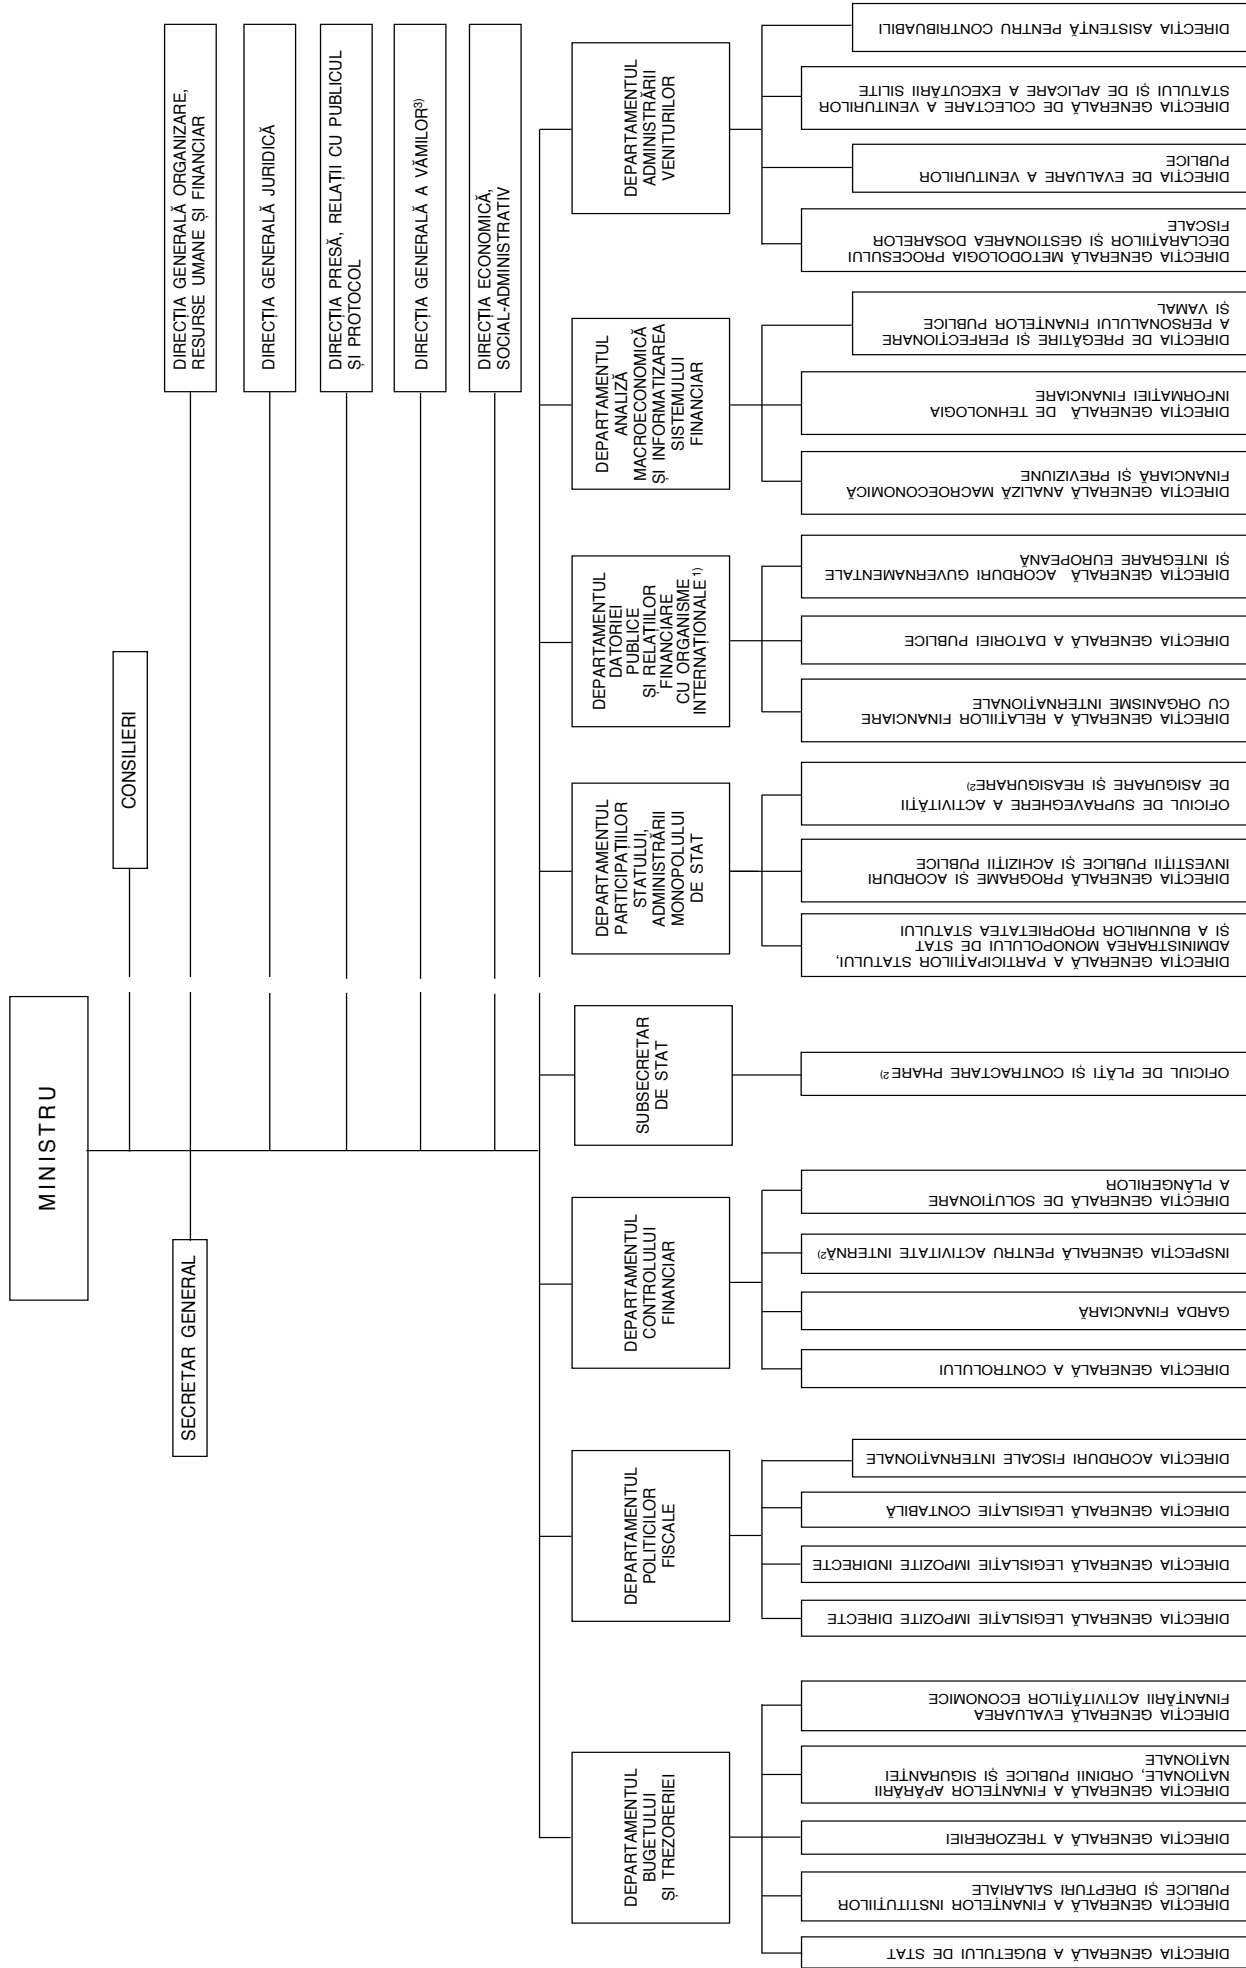 MINISTRU
CONSILIERI
SECRETAR GENERAL
DIRECȚIA GENERALĂ ORGANIZARE,
RESURSE UMANE ȘI FINANCIAR
DIRECȚIA GENERALĂ JURIDICĂ
DIRECȚIA PRESĂ, RELAȚII CU PUBLICUL
ȘI PROTOCOL
DIRECȚIA GENERALĂ A VĂMILOR3)
DIRECȚIA ECONOMICĂ,
SOCIAL-ADMINISTRATIV
DEPARTAMENTUL
BUGETULUI
ȘI TREZORERIEI
DIRECȚIA GENERALĂ A BUGETULUI DE STAT
DIRECȚIA GENERALĂ A FINANȚELOR INSTITUȚIILOR
PUBLICE ȘI DREPTURI SALARIALE
DIRECȚIA GENERALĂ A TREZORERIEI
DIRECȚIA GENERALĂ A FINANȚELOR APĂRĂRII
NAȚIONALE, ORDINII PUBLICE ȘI SIGURANȚEI
NAȚIONALE
DIRECȚIA GENERALĂ EVALUAREA
FINANȚĂRII ACTIVITĂȚILOR ECONOMICE
DEPARTAMENTUL
POLITICILOR
FISCALE
DIRECȚIA GENERALĂ LEGISLAȚIE IMPOZITE DIRECTE
DIRECȚIA GENERALĂ LEGISLAȚIE IMPOZITE INDIRECTE
DIRECȚIA GENERALĂ LEGISLAȚIE CONTABILĂ
DIRECȚIA ACORDURI FISCALE INTERNAȚIONALE
DEPARTAMENTUL
CONTROLULUI
FINANCIAR
DIRECȚIA GENERALĂ A CONTROLULUI
GARDA FINANCIARĂ
INSPECȚIA GENERALĂ PENTRU ACTIVITATE INTERNĂ2)
DIRECȚIA GENERALĂ DE SOLUȚIONARE
A PLÂNGERILOR
SUBSECRETAR
DE STAT
OFICIUL DE PLĂȚI ȘI CONTRACTARE PHARE2)
DEPARTAMENTUL
PARTICIPAȚIILOR
STATULUI,
ADMINISTRĂRII
MONOPOLULUI
DE STAT
DIRECȚIA GENERALĂ A PARTICIPAȚIILOR STATULUI,
ADMINISTRAREA MONOPOLULUI DE STAT
ȘI A BUNURILOR PROPRIETATEA STATULUI
DIRECȚIA GENERALĂ PROGRAME ȘI ACORDURI
INVESTIȚII PUBLICE ȘI ACHIZIȚII PUBLICE
OFICIUL DE SUPRAVEGHERE A ACTIVITĂȚII
DE ASIGURARE ȘI REASIGURARE2)
DEPARTAMENTUL
DATORIEI
PUBLICE
ȘI RELAȚIILOR
FINANCIARE
CU ORGANISME
INTERNAȚIONALE1)
DIRECȚIA GENERALĂ A RELAȚIILOR FINANCIARE
CU ORGANISME INTERNAȚIONALE
DIRECȚIA GENERALĂ A DATORIEI PUBLICE
DIRECȚIA GENERALĂ ACORDURI GUVERNAMENTALE
ȘI INTEGRARE EUROPEANĂ
DEPARTAMENTUL
ANALIZĂ
MACROECONOMICĂ
ȘI INFORMATIZAREA
SISTEMULUI
FINANCIAR
DIRECȚIA GENERALĂ ANALIZĂ MACROECONOMICĂ
FINANCIARĂ ȘI PREVIZIUNE
DIRECȚIA GENERALĂ DE TEHNOLOGIA
INFORMAȚIEI FINANCIARE
DIRECȚIA DE PREGĂTIRE ȘI PERFECȚIONARE
A PERSONALULUI FINANȚELOR PUBLICE
ȘI VAMAL
DEPARTAMENTUL
ADMINISTRĂRII
VENITURILOR
DIRECȚIA GENERALĂ METODOLOGIA PROCESULUI
DECLARAȚIILOR ȘI GESTIONAREA DOSARELOR
FISCALE
DIRECȚIA DE EVALUARE A VENITURILOR
PUBLICE
DIRECȚIA GENERALĂ DE COLECTARE A VENITURILOR
STATULUI ȘI DE APLICARE A EXECUTĂRII SILITE
DIRECȚIA ASISTENȚĂ PENTRU CONTRIBUABILI